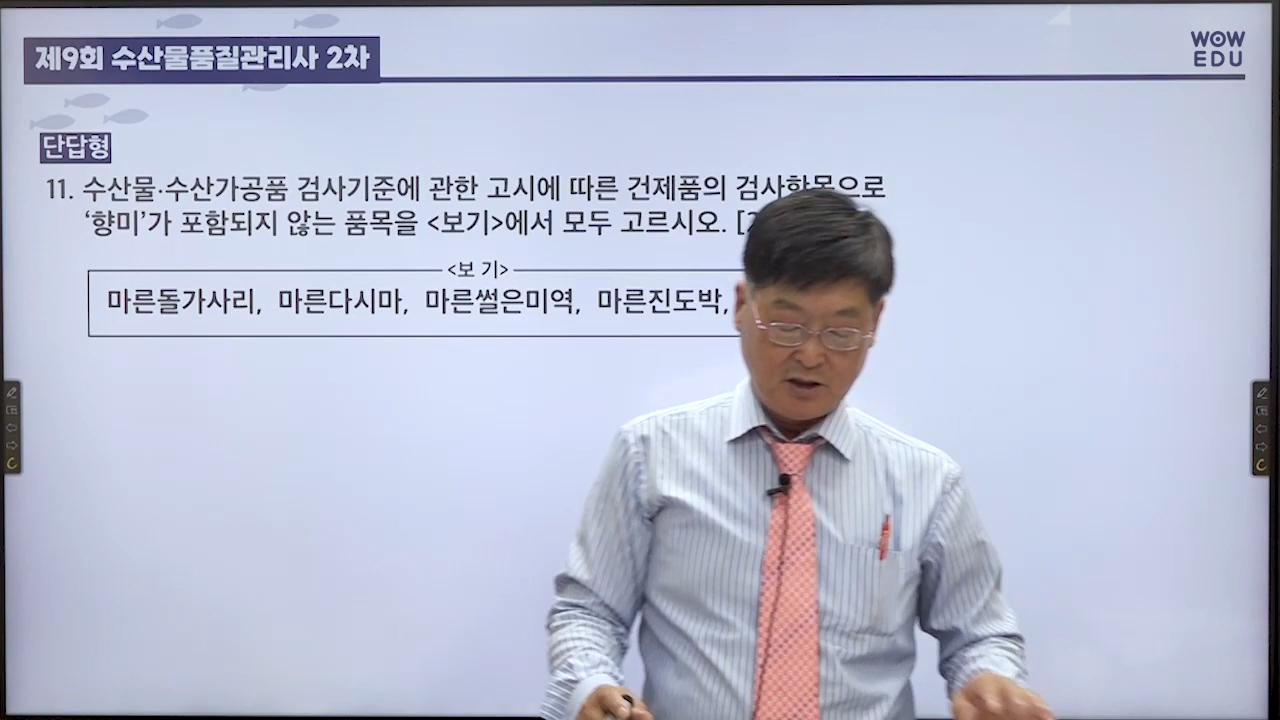 제9회 수산물품질관리사 2차
WOW
EDU
단답형
11. 수산물·수산가공품 검사기준에 관한 고시에 따른 건제품의 검사항목으로
‘향미’가 포함되지 않는 품목을 <보기>에서 모두 고르시오. [2
<보 기>
마른돌가사리, 마른다시마, 마른썰은미역, 마른진도박,